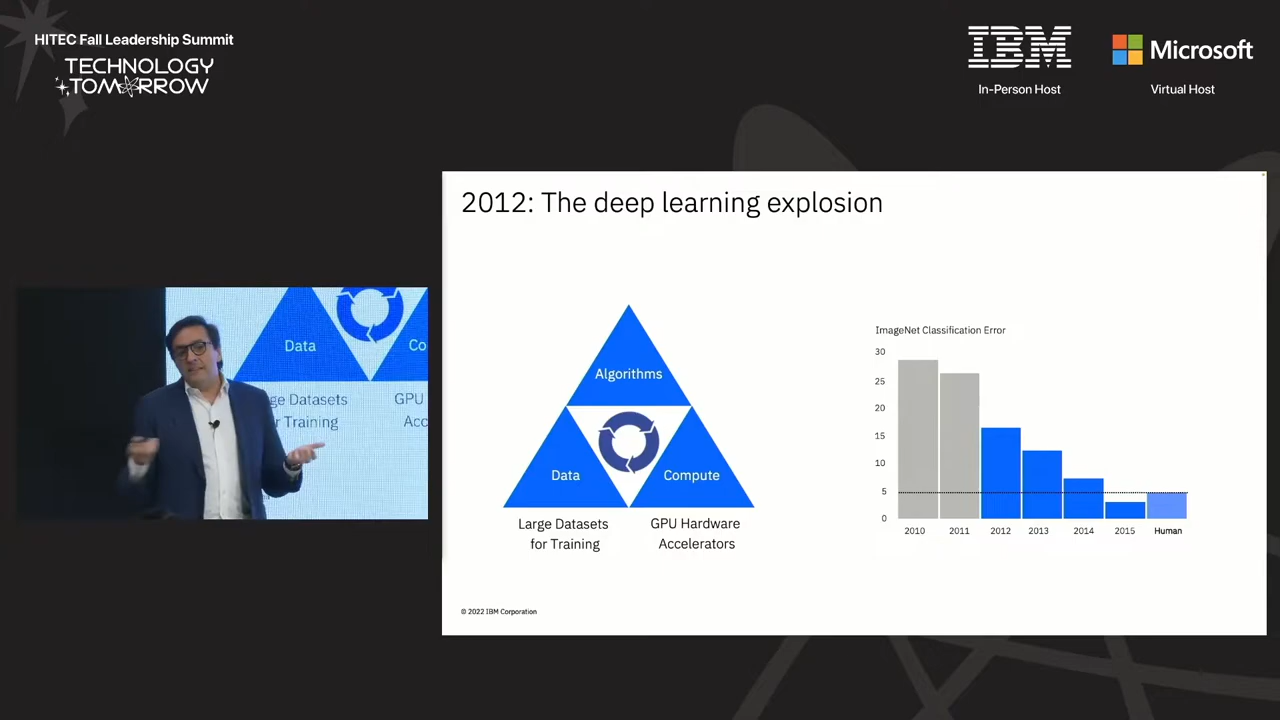 HITEC Fall Leadership Summit
TECHNOLOGY
TOMORROW
IBM
In-Person Host
Microsoft
Virtual Host
2012: The deep learning explosion
Algorithms
Data
Compute
Large Datasets
for Training
GPU Hardware
Accelerators
ImageNet Classification Error
30
25
20
15
10
5
0
2010
2011
2012
2013
2014
2015
Human
© 2022 IBM Corporation
Data
Co
ge Datasets
r Training
GPU
Acc